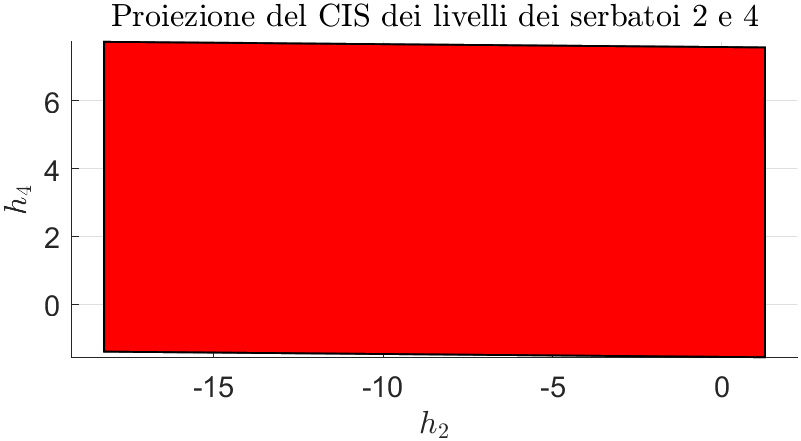 Proiezione del CIS dei livelli dei serbatoi 2 e 4
6
4
2
0
h₄
-15 -10 -5 0
h₂